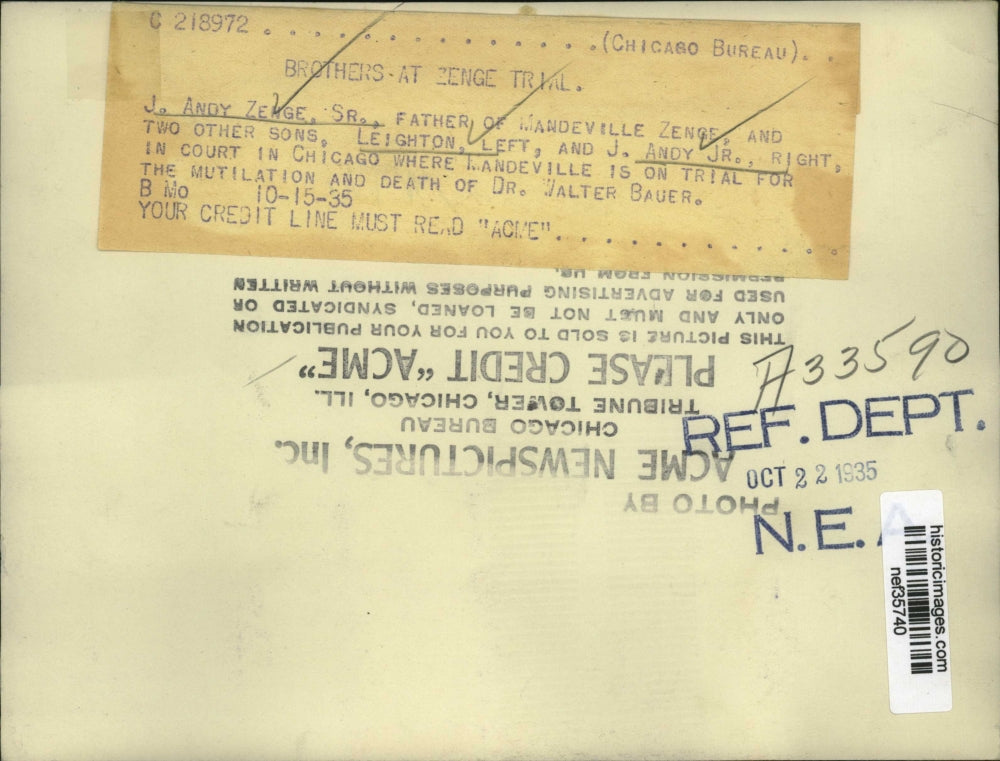 C 218972 . . . . . . . . . . . . . . . .(CHICAGO BUREAU). .
BROTHERS AT ZENGE TRIAL.
J. ANDY ZENGE, SR., FATHER OF MANDEVILLE ZENGE, AND
TWO OTHER SONS, LEIGHTON, LEFT, AND J. ANDY JR., RIGHT,
IN COURT IN CHICAGO WHERE MANDEVILLE IS ON TRIAL FOR
THE MUTILATION AND DEATH OF DR. WALTER BAUER.
B MO 10-15-35
YOUR CREDIT LINE MUST READ "ACME". . . . . . . . . . .
A33590
REF. DEPT.
OCT 22 1935
N.E.A
PHOTO BY
ACME NEWSPICTURES, Inc.
CHICAGO BUREAU
TRIBUNE TOWER, CHICAGO, ILL.
PLEASE CREDIT "ACME"
THIS PICTURE IS SOLD TO YOU FOR YOUR PUBLICATION
ONLY AND MUST NOT BE LOANED, SYNDICATED OR
USED FOR ADVERTISING PURPOSES WITHOUT WRITTEN
PERMISSION FROM US.
historicimages.com
nef35740